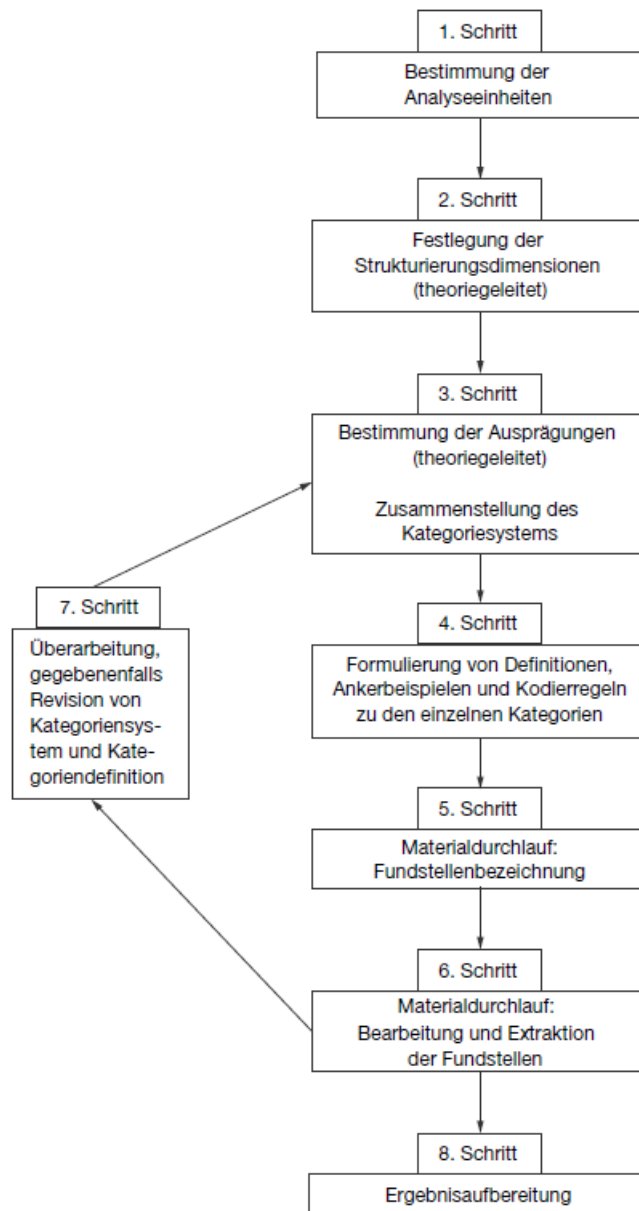 1. Schritt
Bestimmung der
Analyseeinheiten
2. Schritt
Festlegung der
Strukturierungsdimensionen
(theoriegeleitet)
3. Schritt
Bestimmung der Ausprägungen
(theoriegeleitet)
Zusammenstellung des
Kategoriesystems
4. Schritt
Formulierung von Definitionen,
Ankerbeispielen und Kodierregeln
zu den einzelnen Kategorien
5. Schritt
Materialdurchlauf:
Fundstellenbezeichnung
6. Schritt
Materialdurchlauf:
Bearbeitung und Extraktion
der Fundstellen
7. Schritt
Überarbeitung,
gegebenenfalls
Revision von
Kategoriensys-
tem und Kate-
goriendefinition
8. Schritt
Ergebnisaufbereitung